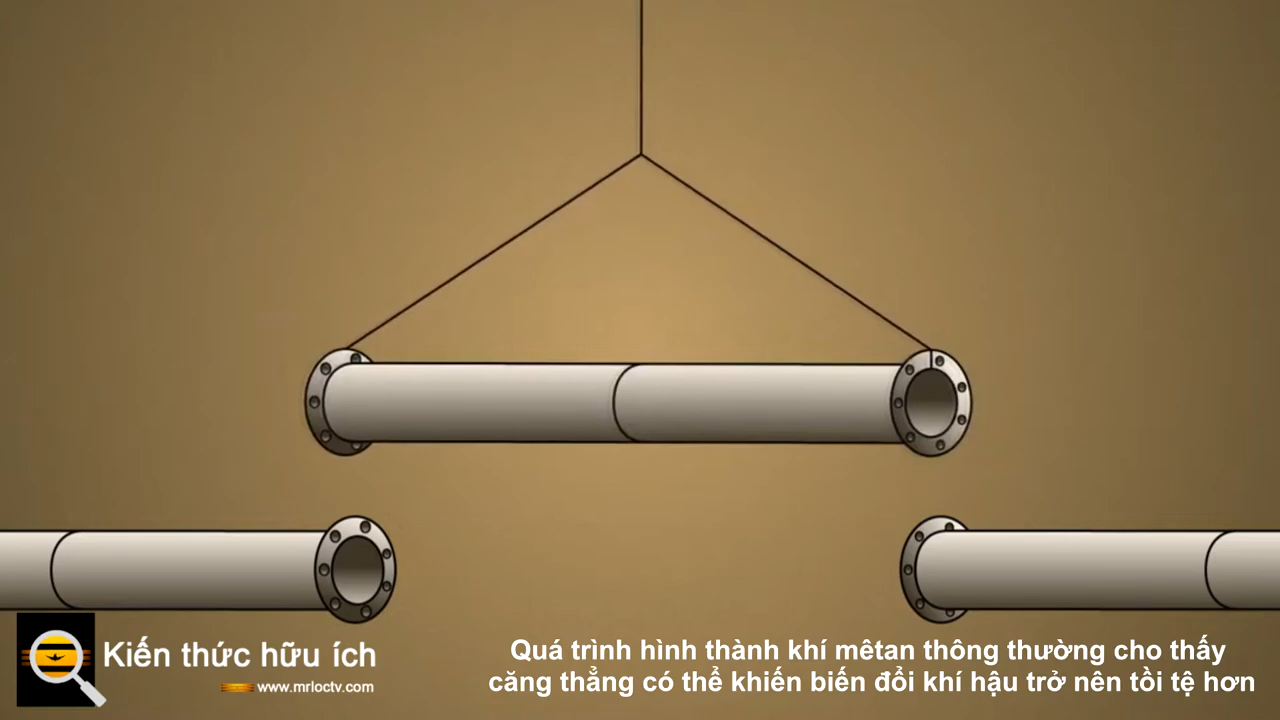 Kiến thức hữu ích
www.mrloctv.com
Quá trình hình thành khí mêtan thông thường cho thấy
căng thẳng có thể khiến biến đổi khí hậu trở nên tồi tệ hơn